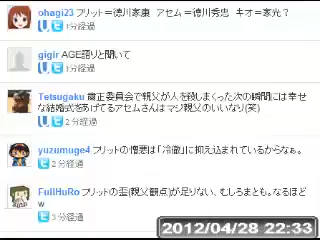 ohagi23 フリット＝徳川家康 アセム＝徳川秀忠 キオ＝家光？
1分経過
gigir AGE語りと聞いて
1分経過
Tetsugaku 粛正委員会で親父が人を殺しまくった次の瞬間には幸せ
な結婚式をあげてるアセムさんはマジ親父のいいなり(笑)
2分経過
yuzumuge4 フリットの憎悪は「冷徹」に抑え込まれているからなぁ。
2分経過
FullHuRo フリットの歪(親父観点)が足りない、むしろまとも。なるほど
w
3分経過
2012/04/28 22:33